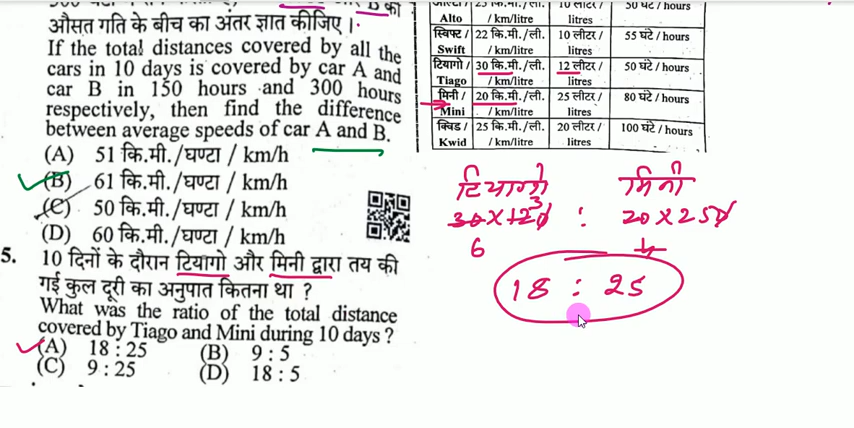 औसत गति के बीच का अंतर ज्ञात कीजिए।
If the total distances covered by all the
cars in 10 days is covered by car A and
car B in 150 hours and 300 hours
respectively, then find the difference
between average speeds of car A and B.
(A) 51 कि.मी./घण्टा / km/h
(B) 61 कि.मी./घण्टा / km/h
(C) 50 कि.मी./घण्टा / km/h
(D) 60 कि.मी./घण्टा / km/h
5. 10 दिनों के दौरान टियागो और मिनी द्वारा तय की
गई कुल दूरी का अनुपात कितना था ?
What was the ratio of the total distance
covered by Tiago and Mini during 10 days ?
(A) 18 : 25 (B) 9 : 5
(C) 9 : 25 (D) 18 : 5
Alto / km/litre litres
स्विफ्ट / 22 कि.मी./ली. 10 लीटर / 55 घंटे / hours
Swift / km/litre litres
टियागो / 30 कि.मी./ली. 12 लीटर / 50 घंटे / hours
Tiago / km/litre litres
मिनी / 20 कि.मी./ली. 25 लीटर / 80 घंटे / hours
Mini / km/litre litres
क्विड / 25 कि.मी./ली. 20 लीटर / 100 घंटे / hours
Kwid / km/litre litres
टियागो मिनी
30 x 120 : 20 x 250
3
6
18 : 25